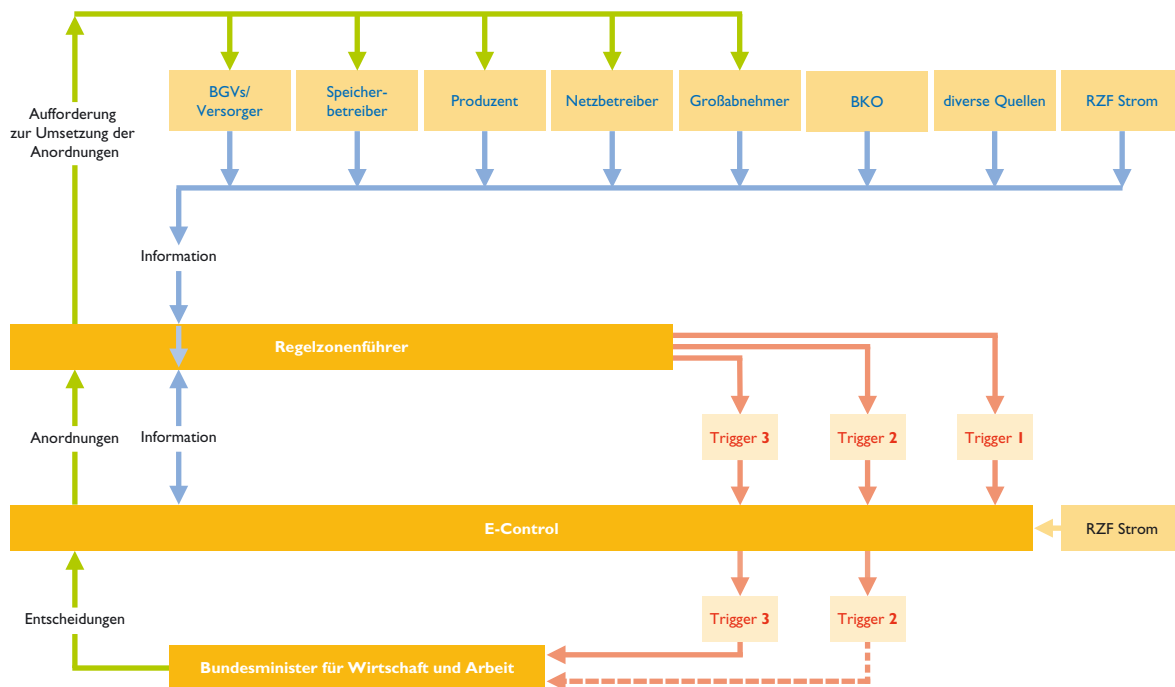 BGVs/
Versorger
Speicher-
betreiber
Produzent
Netzbetreiber
Großabnehmer
BKO
diverse Quellen
RZF Strom
Aufforderung
zur Umsetzung der
Anordnungen
Information
Regelzonenführer
Anordnungen
Information
Trigger 3
Trigger 2
Trigger 1
E-Control
RZF Strom
Entscheidungen
Trigger 3
Trigger 2
Bundesminister für Wirtschaft und Arbeit